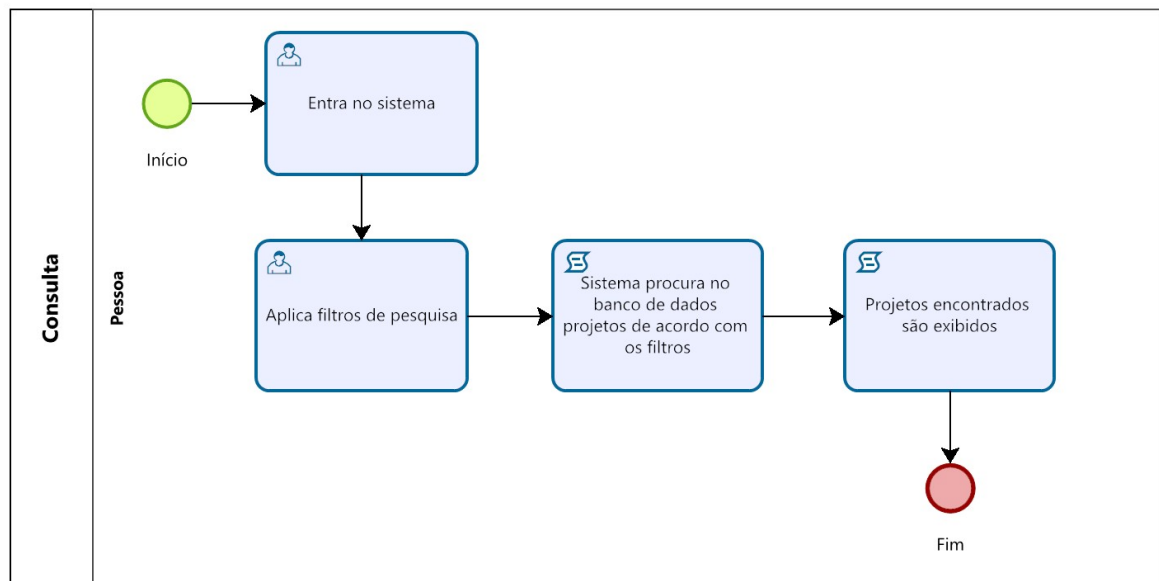 Consulta
Pessoa
Início
Entra no sistema
Aplica filtros de pesquisa
Sistema procura no
banco de dados
projetos de acordo com
os filtros
Projetos encontrados
são exibidos
Fim